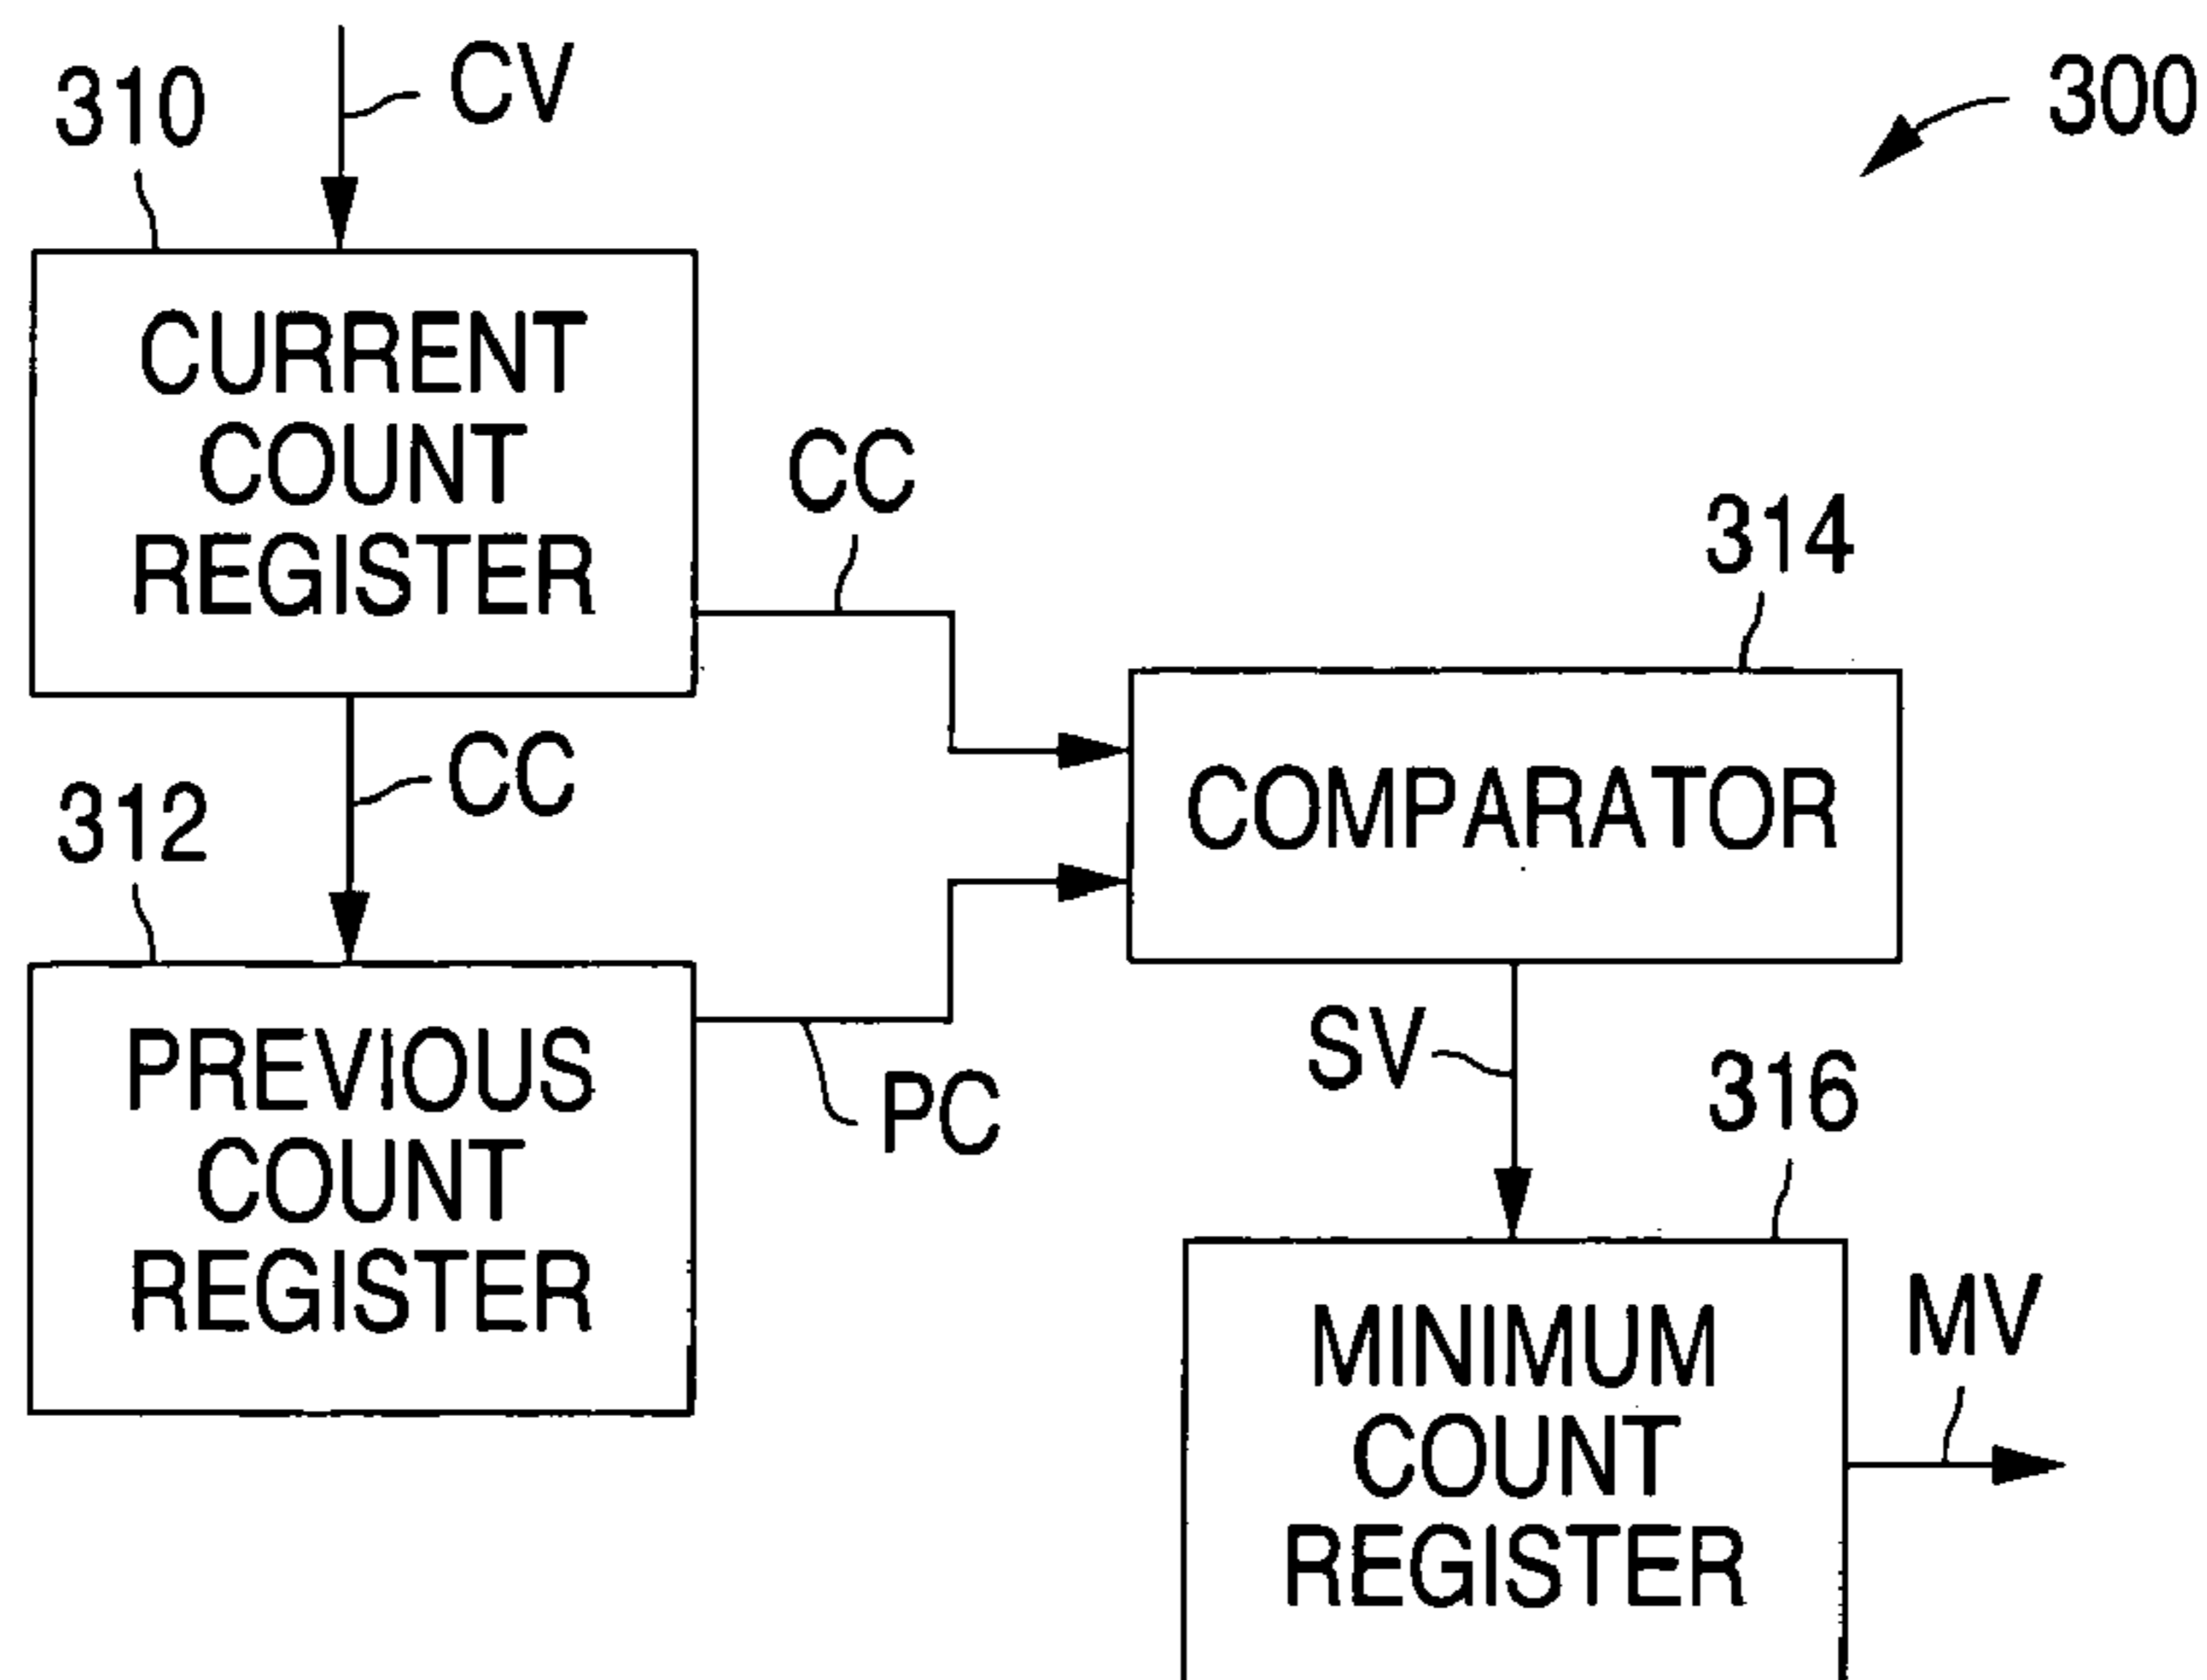 310
CV
300
CURRENT
COUNT
REGISTER
CC
314
COMPARATOR
CC
312
PREVIOUS
COUNT
REGISTER
PC
SV
316
MINIMUM
COUNT
REGISTER
MV